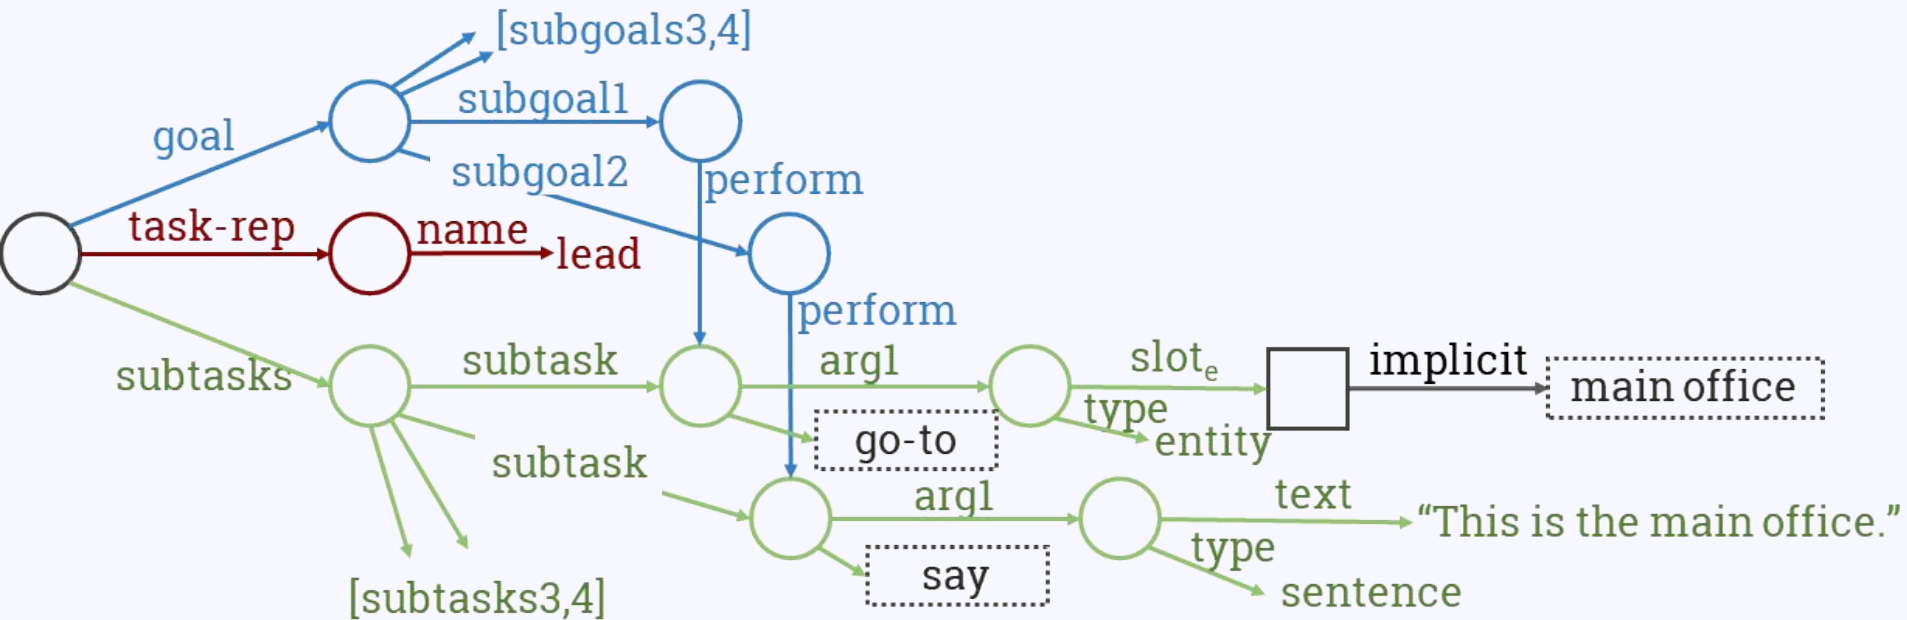 [subgoals3,4]
subgoal1
goal
subgoal2
perform
task-rep
name
lead
perform
subtasks
subtask
arg1
slote
implicit
main office
type
go-to
entity
subtask
arg1
text
"This is the main office."
type
say
sentence
[subtasks3,4]